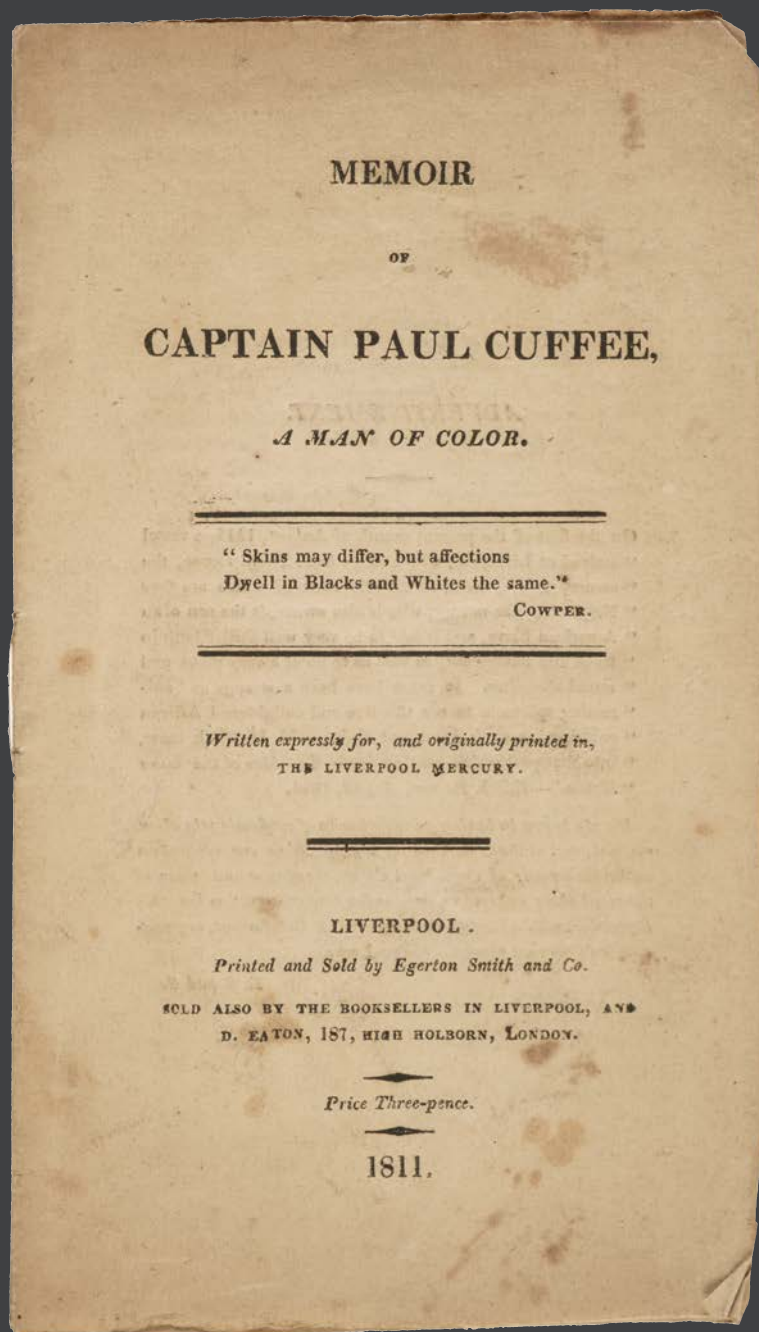 MEMOIR
OF
CAPTAIN PAUL CUFFEE,
A MAN OF COLOR.
“ Skins may differ, but affections
Dwell in Blacks and Whites the same.”
COWPER.
Written expressly for, and originally printed in,
THE LIVERPOOL MERCURY.
LIVERPOOL.
Printed and Sold by Egerton Smith and Co.
SOLD ALSO BY THE BOOKSELLERS IN LIVERPOOL, AND
D. EATON, 187, HIGH HOLBORN, LONDON.
Price Three-pence.
1811.